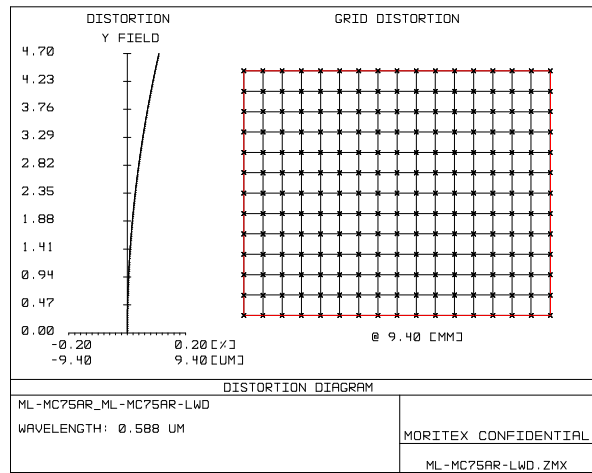 DISTORTION
Y FIELD
4.70
4.23
3.76
3.29
2.82
2.35
1.88
1.41
0.94
0.47
0.00
-0.20 0.20[%]
-9.40 9.40[UM]
GRID DISTORTION
@ 9.40 [MM]
DISTORTION DIAGRAM
ML-MC75AR_ML-MC75AR-LWD
WAVELENGTH: 0.588 UM
MORITEX CONFIDENTIAL
ML-MC75AR-LWD.ZMX